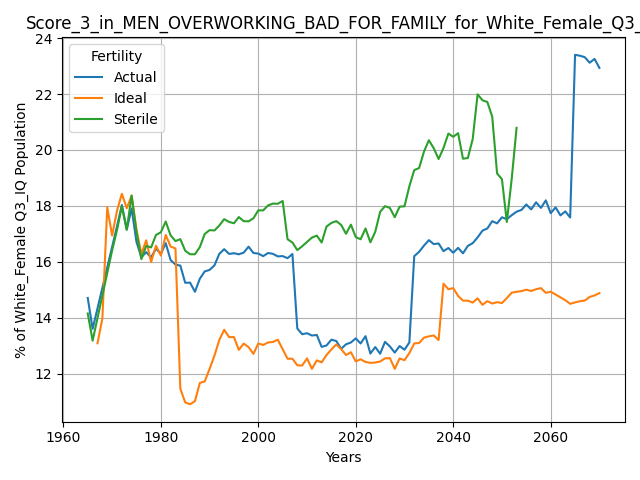 Score_3_in_MEN_OVERWORKING_BAD_FOR_FAMILY_for_White_Female_Q3_
24
22
20
18
16
14
12
% of White_Female Q3_IQ Population
Fertility
Actual
Ideal
Sterile
1960
1980
2000
2020
2040
2060
Years